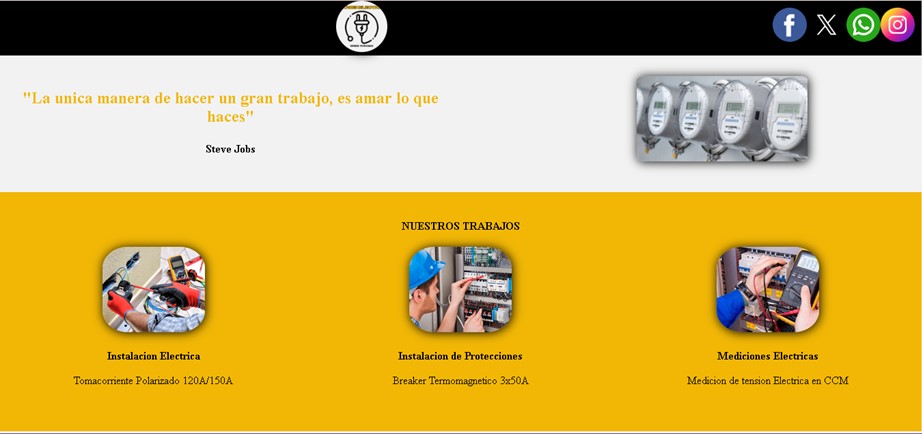 "La unica manera de hacer un gran trabajo, es amar lo que
haces"
Steve Jobs
NUESTROS TRABAJOS
Instalacion Electrica
Instalacion de Protecciones
Mediciones Electricas
Tomacorriente Polarizado 120A/150A
Breaker Termomagnetico 3x50A
Medicion de tension Electrica en CCM